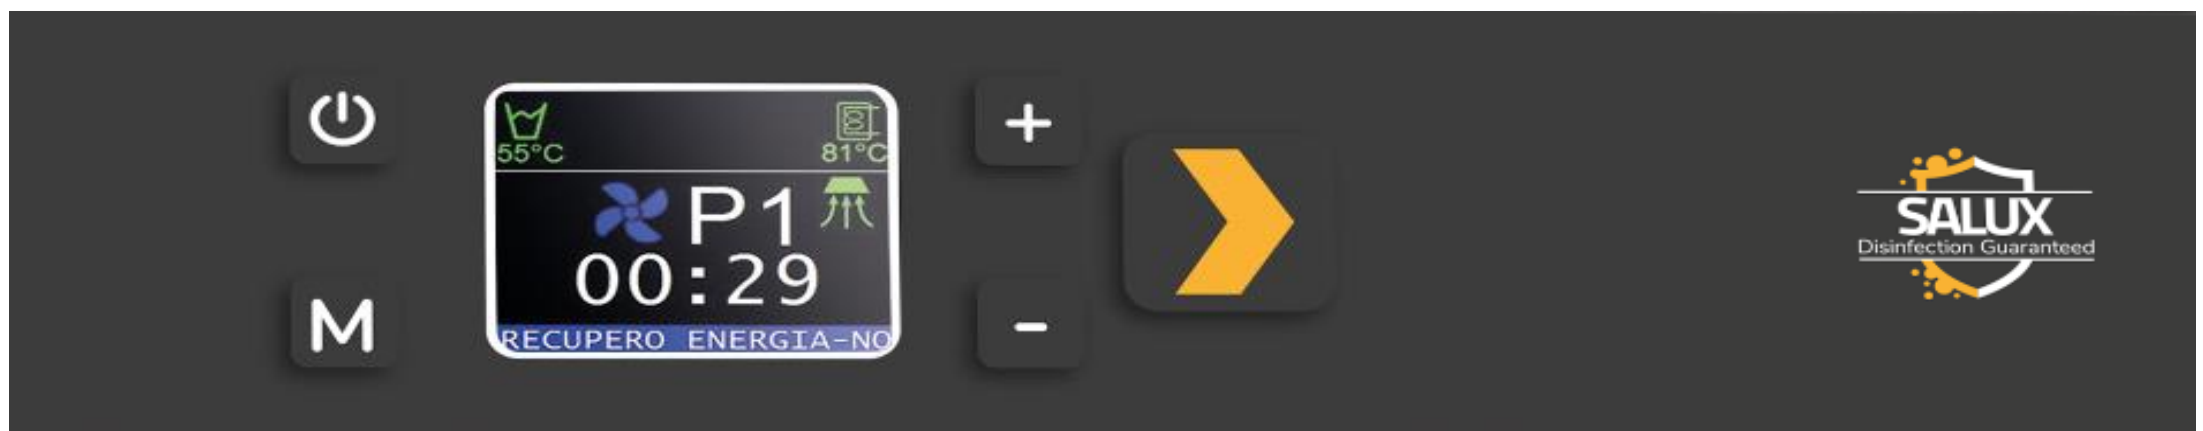 55°C
81°C
P1
00:29
RECUPERO ENERGIA-NO
M
+
-
SALUX
Disinfection Guaranteed